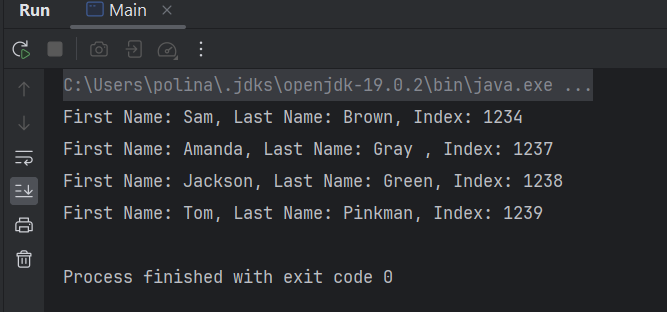 Run Main
C:\Users\polina\.jdks\openjdk-19.0.2\bin\java.exe ...
First Name: Sam, Last Name: Brown, Index: 1234
First Name: Amanda, Last Name: Gray , Index: 1237
First Name: Jackson, Last Name: Green, Index: 1238
First Name: Tom, Last Name: Pinkman, Index: 1239
Process finished with exit code 0